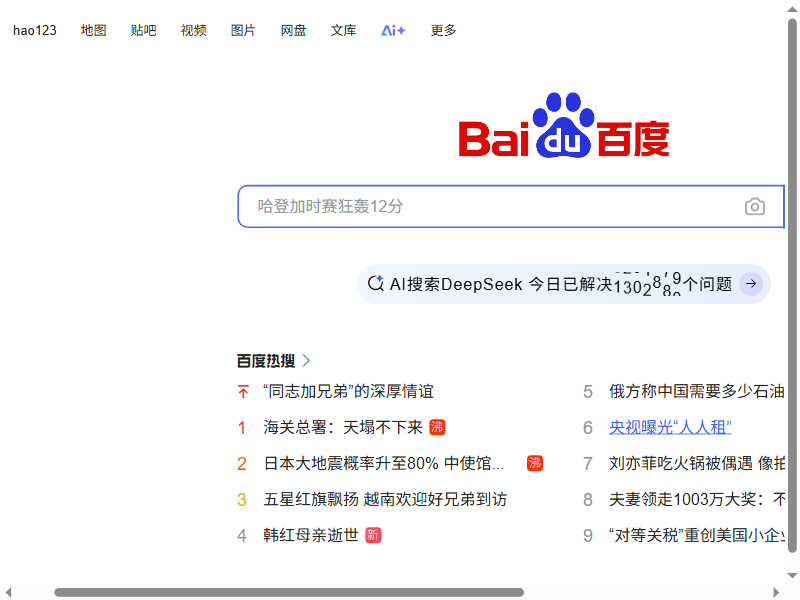 hao123 地图 贴吧 视频 图片 网盘 文库 Ai+ 更多
Bai du 百度
哈登加时赛狂轰12分
AI搜索DeepSeek 今日已解决 个问题
百度热搜
“同志加兄弟”的深厚情谊
1 海关总署：天塌不下来 沸
2 日本大地震概率升至80% 中使馆... 沸
3 五星红旗飘扬 越南欢迎好兄弟到访
4 韩红母亲逝世 新
5 俄方称中国需要多少石油
6 央视曝光“人人租”
7 刘亦菲吃火锅被偶遇 像拍
8 夫妻领走1003万大奖：不
9 “对等关税”重创美国小企业